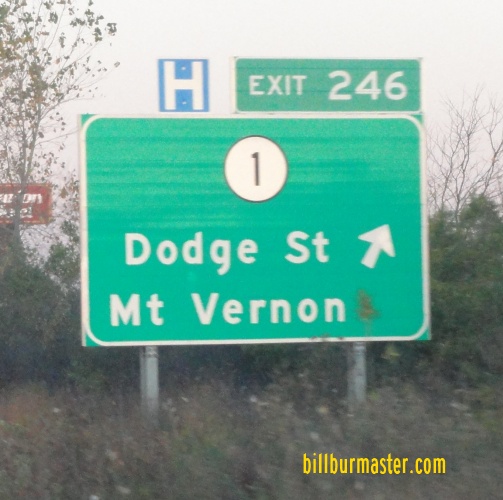 H
EXIT 246
1
Dodge St
Mt Vernon
billburmaster.com